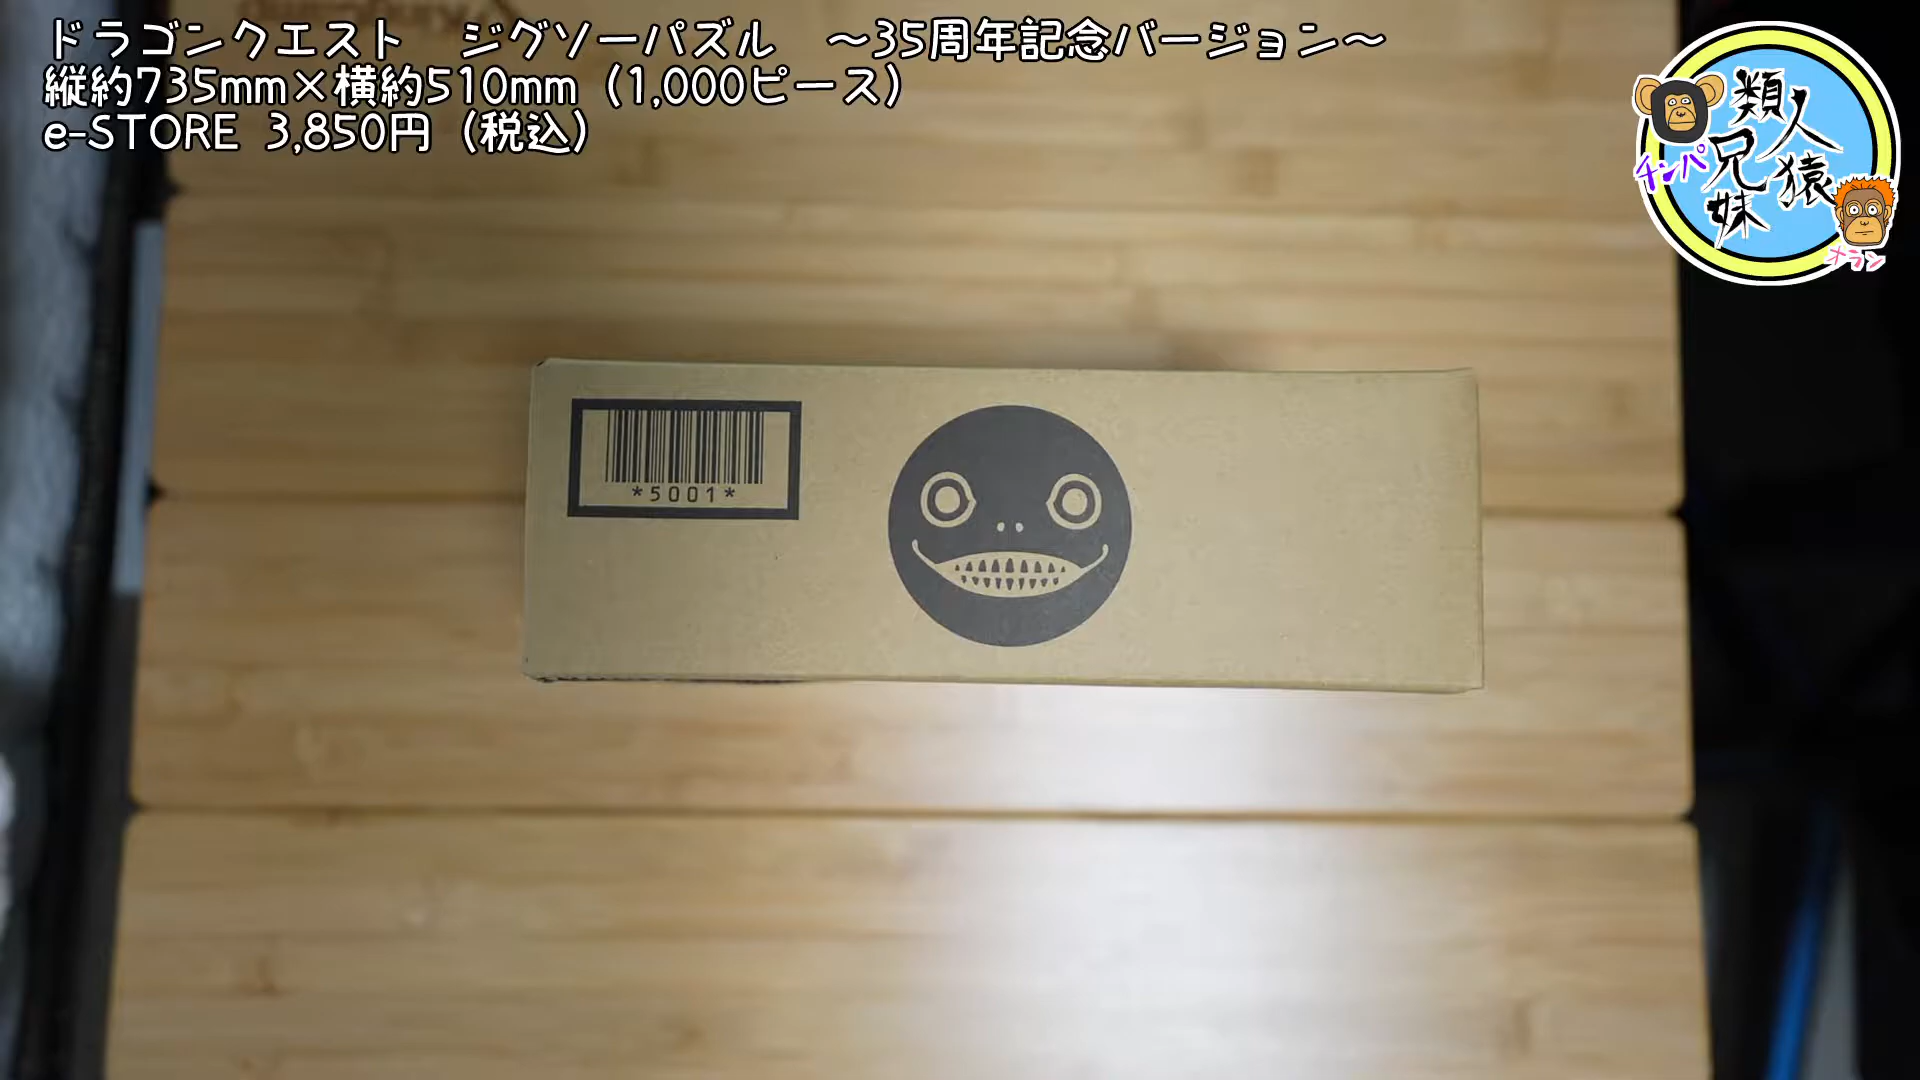 ドラゴンクエスト　ジグソーパズル　～35周年記念バージョン～
縦約735mm×横約510mm（1,000ピース）
e-STORE 3,850円（税込）
類人猿
兄妹
チンパ
オラン
*5001*